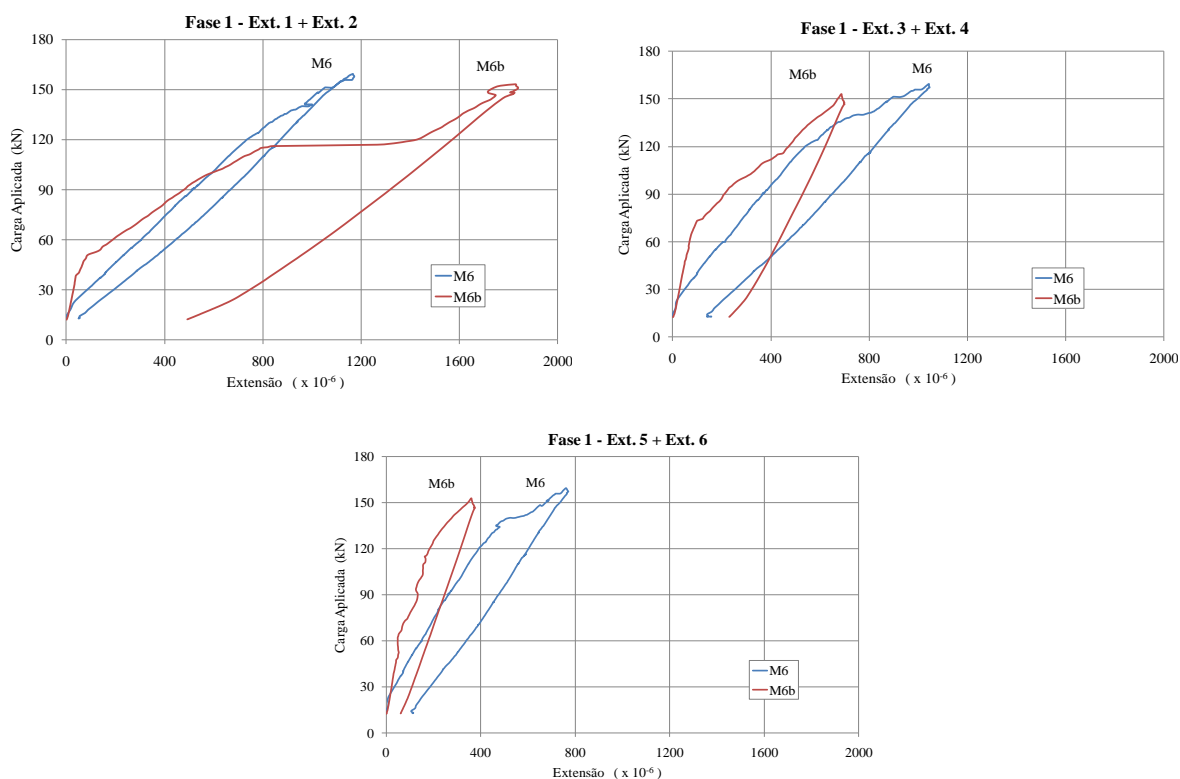 Fase 1 - Ext. 1 + Ext. 2
180
150
120
90
60
30
0
Carga Aplicada (kN)
M6
M6b
M6
M6b
0
400
800
1200
1600
2000
Extensão ( x 10⁻⁶ )
Fase 1 - Ext. 3 + Ext. 4
180
150
120
90
60
30
0
Carga Aplicada (kN)
M6b
M6
M6
M6b
0
400
800
1200
1600
2000
Extensão ( x 10⁻⁶ )
Fase 1 - Ext. 5 + Ext. 6
180
150
120
90
60
30
0
Carga Aplicada (kN)
M6b
M6
M6
M6b
0
400
800
1200
1600
2000
Extensão ( x 10⁻⁶ )